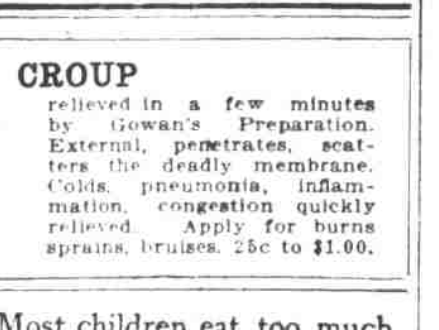 CROUP
relieved in a few minutes
by Gowan's Preparation.
External, penetrates, scat-
ters the deadly membrane.
Colds, pneumonia, inflam-
mation, congestion quickly
relieved. Apply for burns
sprains, bruises. 25c to $1.00.
Most children eat too much